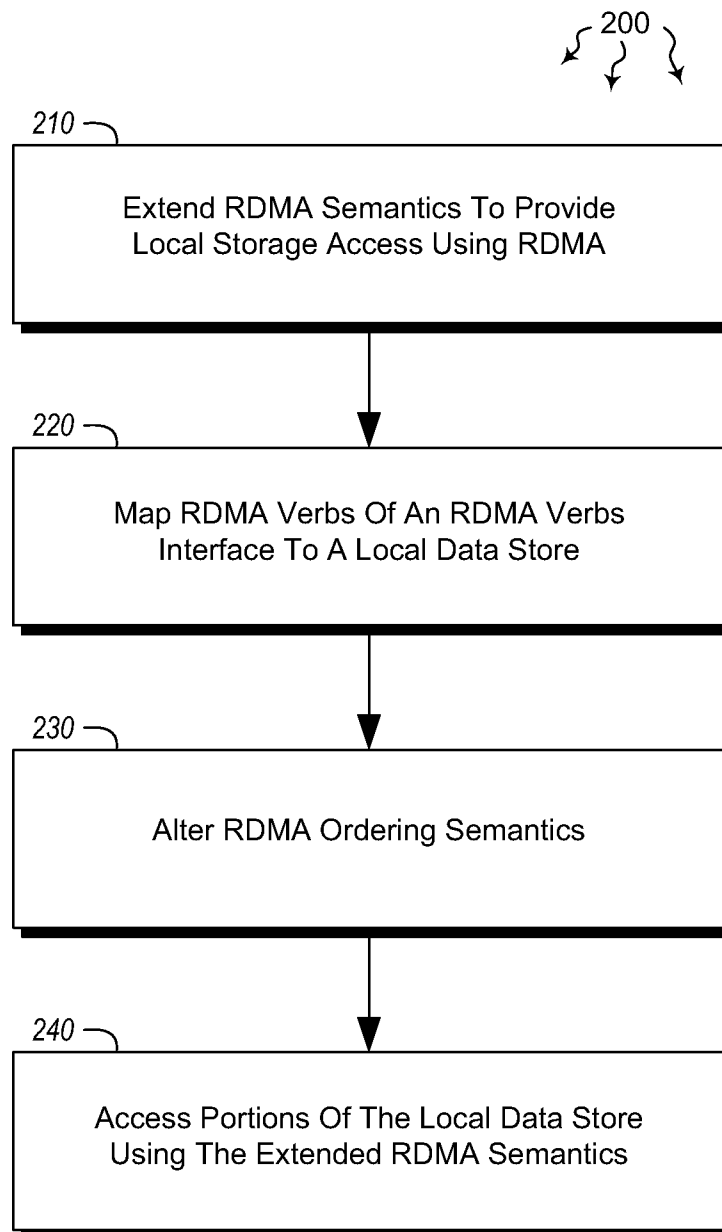 200
210
Extend RDMA Semantics To Provide
Local Storage Access Using RDMA
220
Map RDMA Verbs Of An RDMA Verbs
Interface To A Local Data Store
230
Alter RDMA Ordering Semantics
240
Access Portions Of The Local Data Store
Using The Extended RDMA Semantics